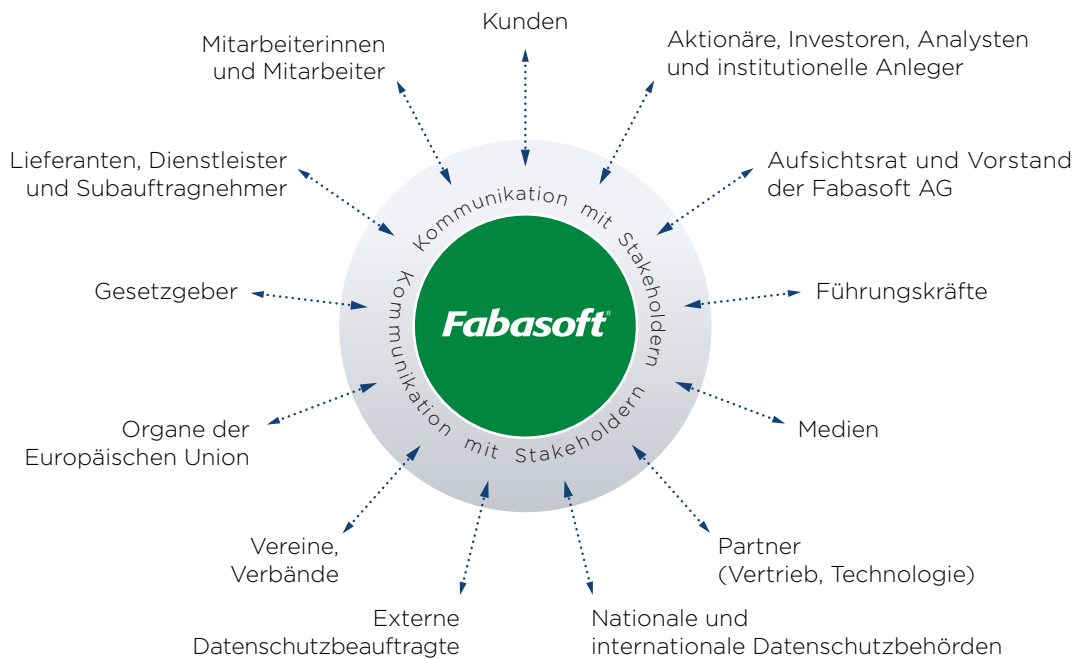 Kunden
Aktionäre, Investoren, Analysten
und institutionelle Anleger
Aufsichtsrat und Vorstand
der Fabasoft AG
Führungskräfte
Medien
Partner
(Vertrieb, Technologie)
Nationale und
internationale Datenschutzbehörden
Externe
Datenschutzbeauftragte
Vereine,
Verbände
Organe der
Europäischen Union
Gesetzgeber
Lieferanten, Dienstleister
und Subauftragnehmer
Mitarbeiterinnen
und Mitarbeiter
Kommunikation mit Stakeholdern
Kommunikation mit Stakeholdern
Fabasoft®